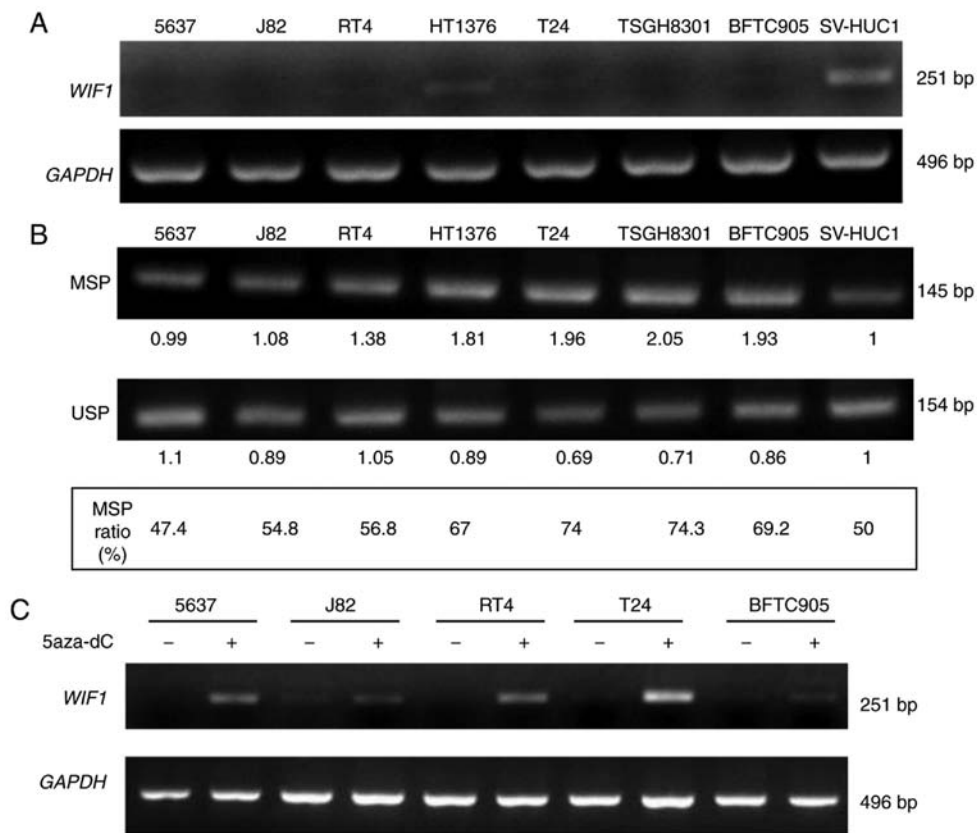 A
5637 J82 RT4 HT1376 T24 TSGH8301 BFTC905 SV-HUC1
WIF1 251 bp
GAPDH 496 bp
B
5637 J82 RT4 HT1376 T24 TSGH8301 BFTC905 SV-HUC1
MSP 145 bp
0.99 1.08 1.38 1.81 1.96 2.05 1.93 1
USP 154 bp
1.1 0.89 1.05 0.89 0.69 0.71 0.86 1
MSP
ratio
(%)
47.4 54.8 56.8 67 74 74.3 69.2 50
C
5637 J82 RT4 T24 BFTC905
5aza-dC – + – + – + – + – +
WIF1 251 bp
GAPDH 496 bp